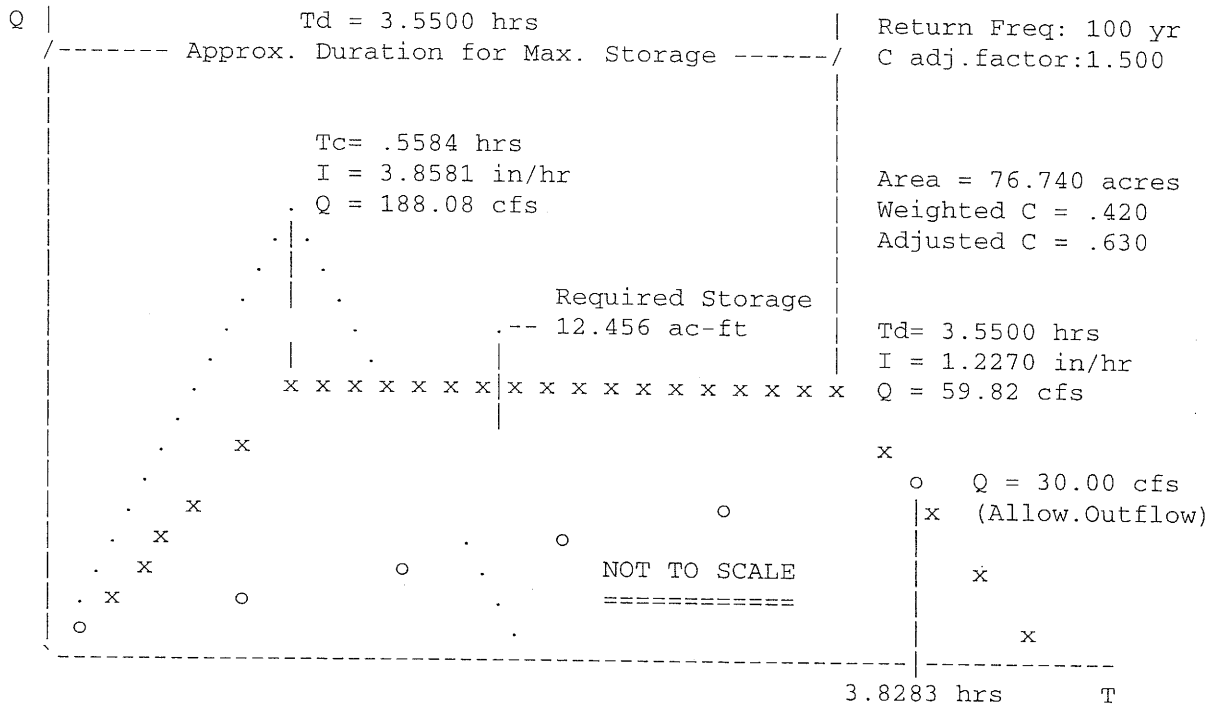 Q
Td = 3.5500 hrs
/------- Approx. Duration for Max. Storage ------/
Return Freq: 100 yr
C adj.factor:1.500
Tc= .5584 hrs
I = 3.8581 in/hr
Q = 188.08 cfs
Area = 76.740 acres
Weighted C = .420
Adjusted C = .630
Required Storage
12.456 ac-ft
Td= 3.5500 hrs
I = 1.2270 in/hr
Q = 59.82 cfs
x x x x x x x x x x x x x x x x x x
x x
o Q = 30.00 cfs
x o x (Allow.Outflow)
x o
x o NOT TO SCALE x
x o ============
o x
3.8283 hrs T